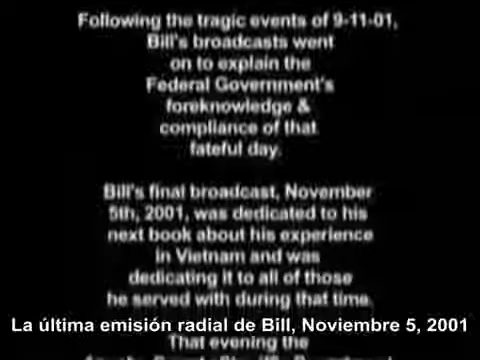 Following the tragic events of 9-11-01,
Bill's broadcasts went
on to explain the
Federal Government's
foreknowledge &
compliance of that
fateful day.
Bill's final broadcast, November
5th, 2001, was dedicated to his
next book about his experience
in Vietnam and was
dedicating it to all of those
he served with during that time.
La última emisión radial de Bill, Noviembre 5, 2001
That evening the